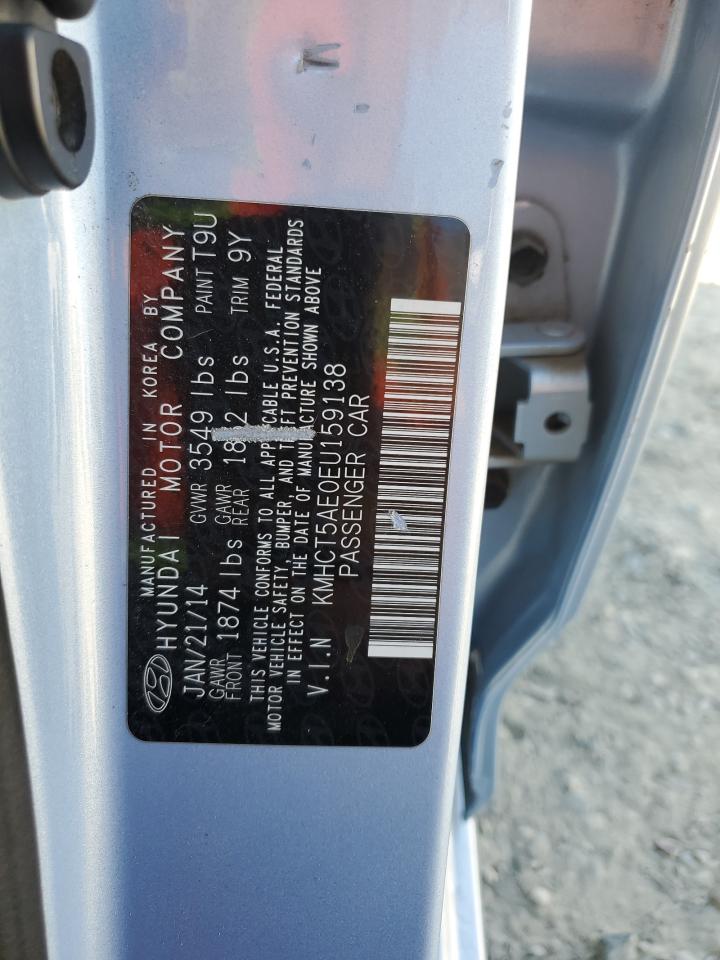 MANUFACTURED IN KOREA BY
HYUNDAI MOTOR COMPANY
JAN/21/14 GVWR 3549 lbs PAINT T9U
GAWR FRONT 1874 lbs GAWR REAR lbs TRIM 9Y
THIS VEHICLE CONFORMS TO ALL APPLICABLE U.S.A. FEDERAL
MOTOR VEHICLE SAFETY, BUMPER, AND THEFT PREVENTION STANDARDS
IN EFFECT ON THE DATE OF MANUFACTURE SHOWN ABOVE
V.I.N KMHCT5AE0EU159138
PASSENGER CAR